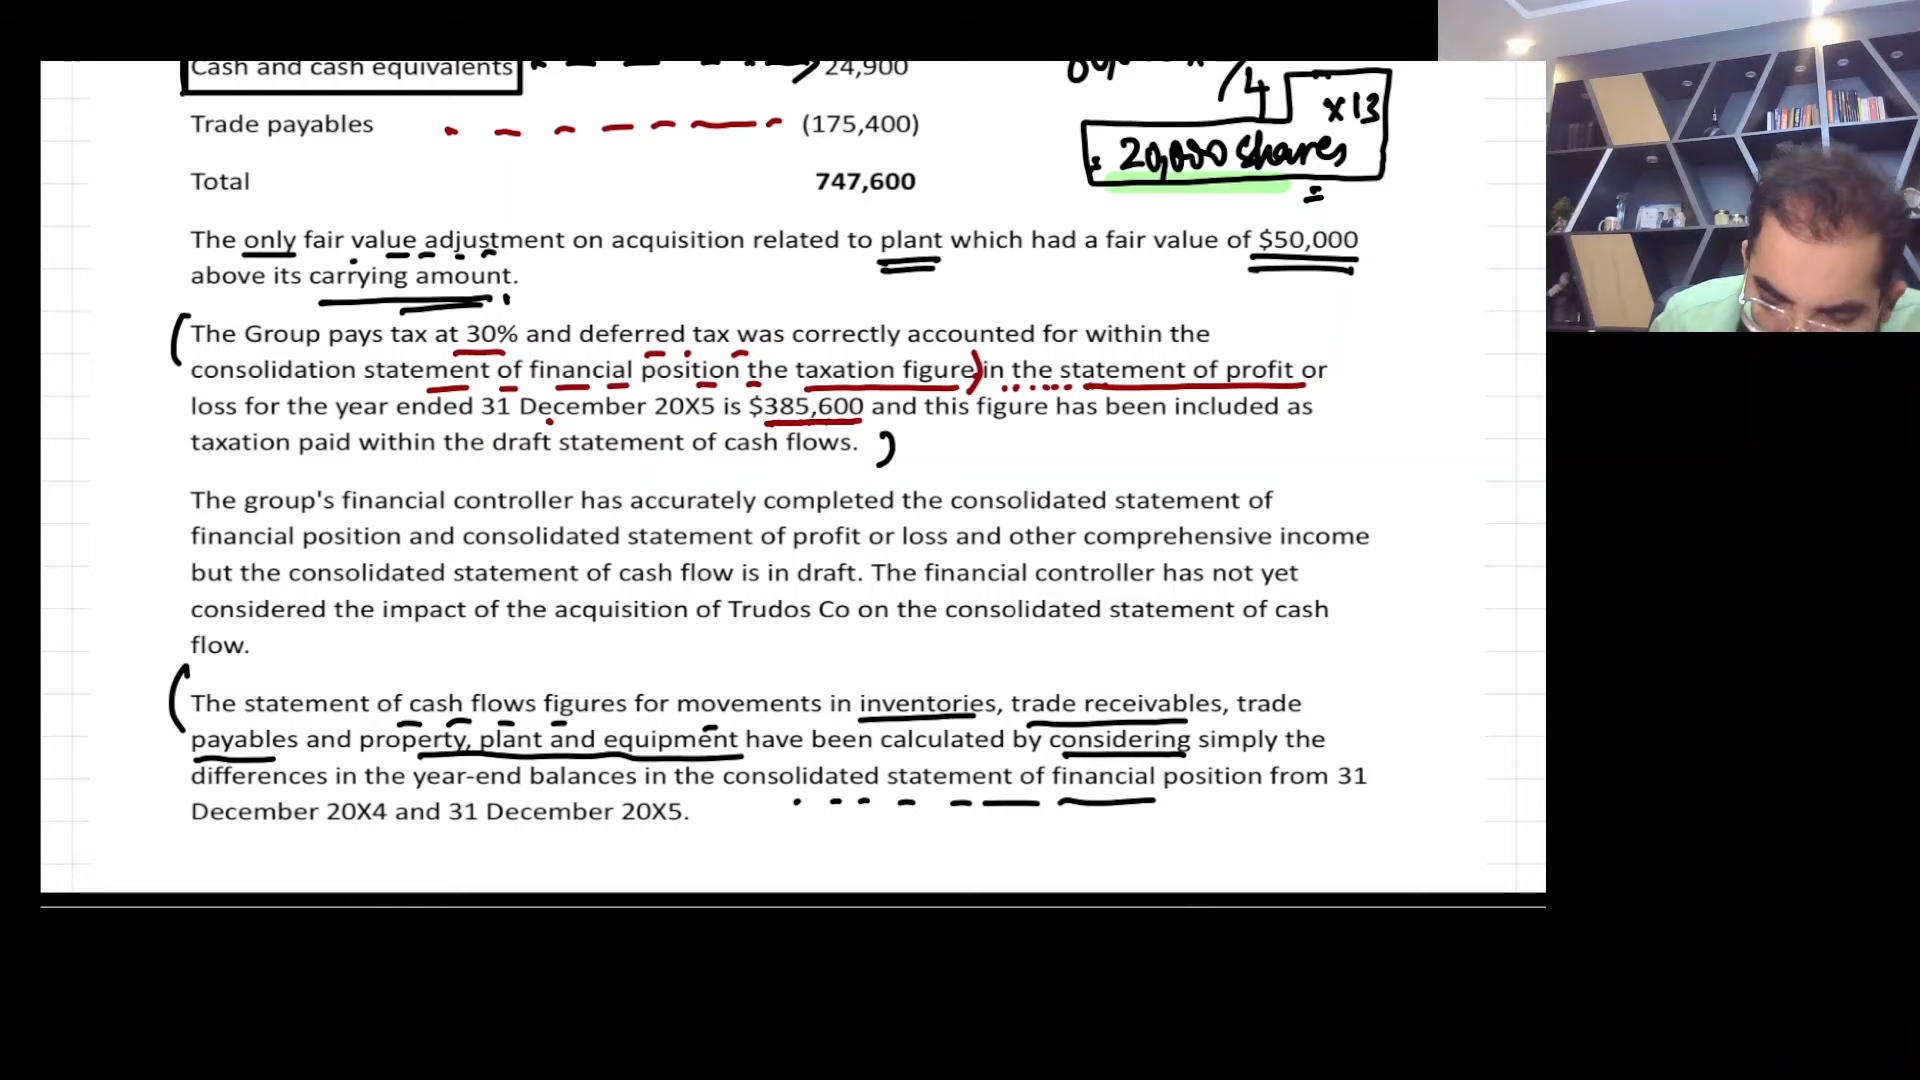 Cash and cash equivalents 24,900
Trade payables (175,400)
Total 747,600
/4 x13
= 20,000 shares
The only fair value adjustment on acquisition related to plant which had a fair value of $50,000
above its carrying amount.
The Group pays tax at 30% and deferred tax was correctly accounted for within the
consolidation statement of financial position the taxation figure in the statement of profit or
loss for the year ended 31 December 20X5 is $385,600 and this figure has been included as
taxation paid within the draft statement of cash flows.
The group's financial controller has accurately completed the consolidated statement of
financial position and consolidated statement of profit or loss and other comprehensive income
but the consolidated statement of cash flow is in draft. The financial controller has not yet
considered the impact of the acquisition of Trudos Co on the consolidated statement of cash
flow.
The statement of cash flows figures for movements in inventories, trade receivables, trade
payables and property, plant and equipment have been calculated by considering simply the
differences in the year-end balances in the consolidated statement of financial position from 31
December 20X4 and 31 December 20X5.